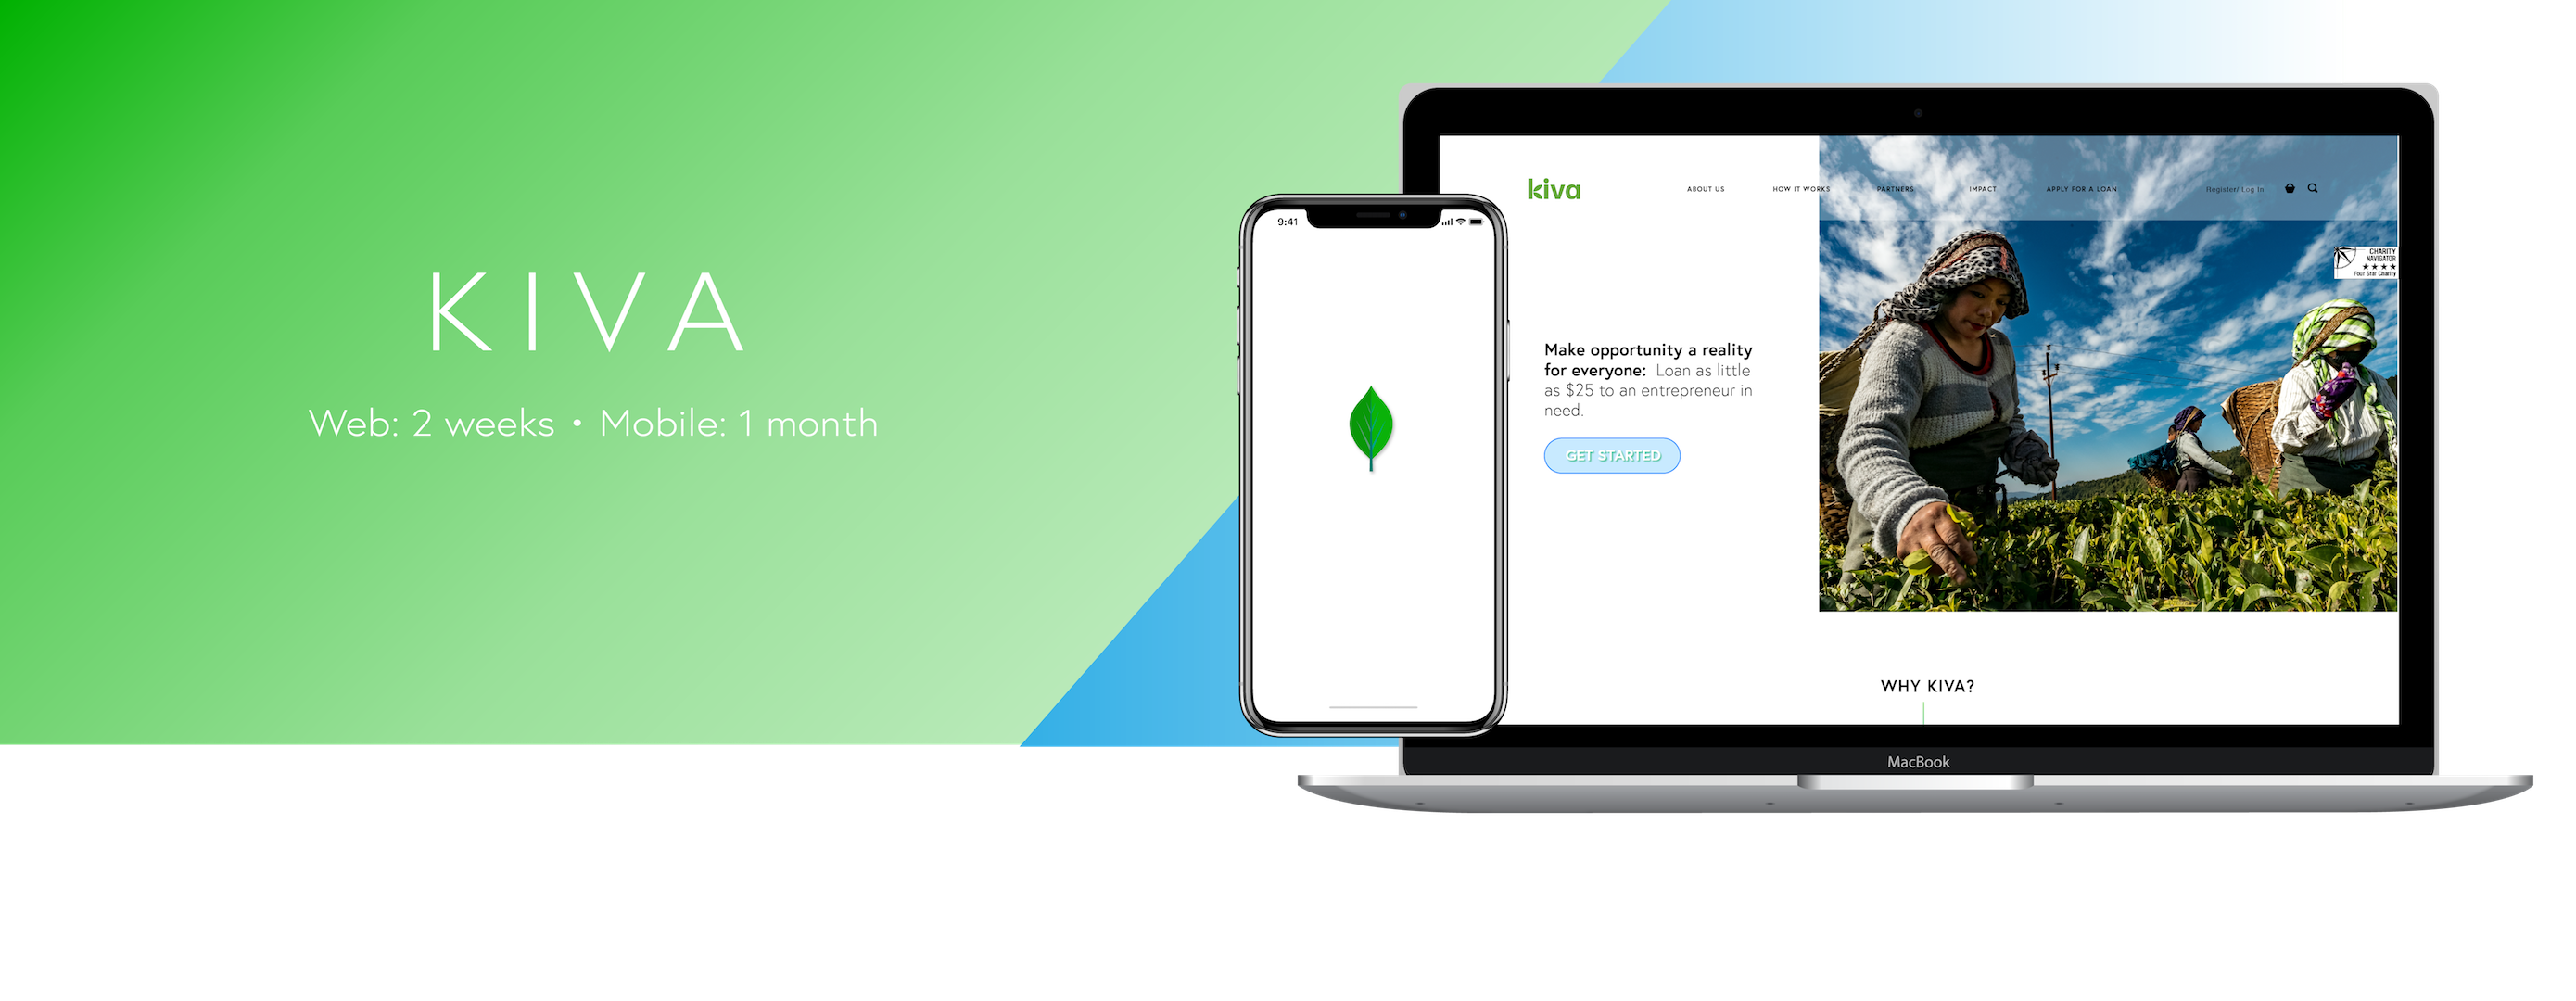 KIVA
Web: 2 weeks • Mobile: 1 month
9:41
kiva
ABOUT US
HOW IT WORKS
PARTNERS
IMPACT
APPLY FOR A LOAN
Register/ Log In
CHARITY
NAVIGATOR
★★★★
Four Star Charity
Make opportunity a reality
for everyone: Loan as little
as $25 to an entrepreneur in
need.
GET STARTED
WHY KIVA?
MacBook